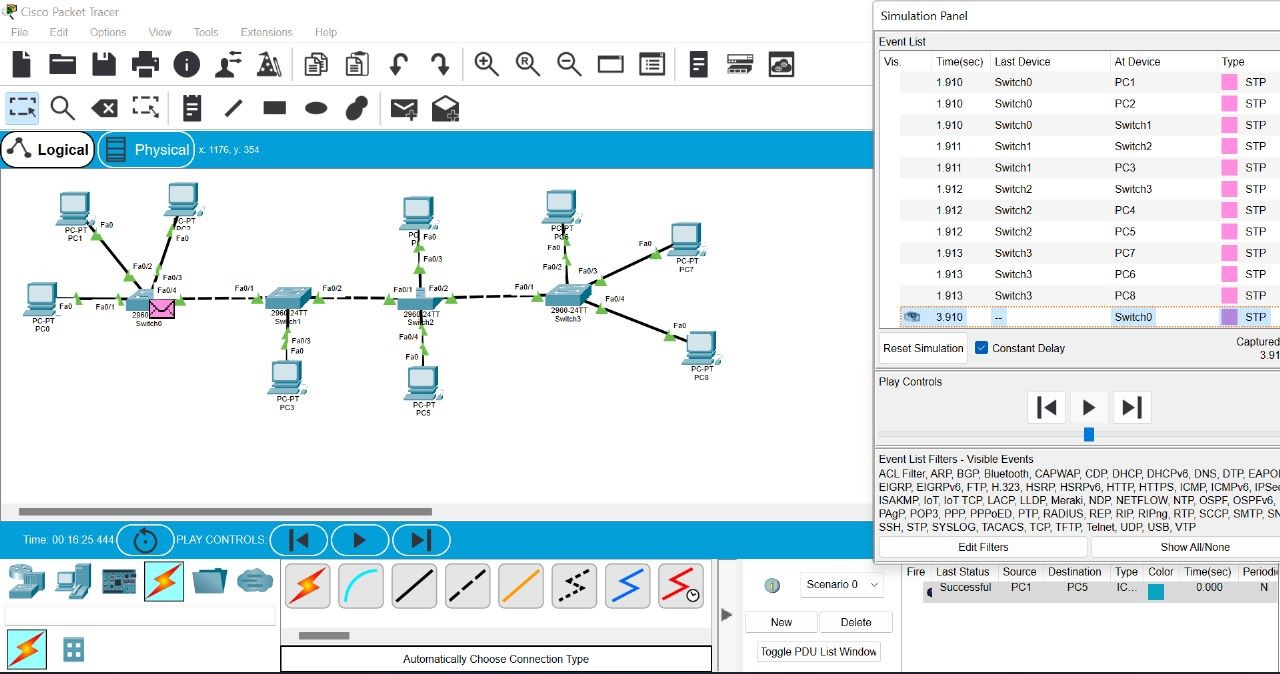 Cisco Packet Tracer
File Edit Options View Tools Extensions Help
Logical Physical x: 1176, y: 354
PC-PT
PC1
Fa0
PC-PT
PC2
Fa0
Fa0/2
Fa0/3
Fa0/4
PC-PT
PC0
Fa0
Fa0/1
2960
Switch0
Fa0/1
Fa0/2
2960-24TT
Switch1
Fa0/3
Fa0
PC-PT
PC3
Fa0
Fa0/3
Fa0/1
Fa0/2
2960-24TT
Switch2
Fa0/4
Fa0
PC-PT
PC5
PC-PT
Fa0
Fa0/2
Fa0/3
Fa0/1
Fa0/4
2960-24TT
Switch3
Fa0
PC-PT
PC7
Fa0
PC-PT
PC8
Time: 00:16:25.444 PLAY CONTROLS:
Automatically Choose Connection Type
Simulation Panel
Event List
Vis. Time(sec) Last Device At Device Type
1.910 Switch0 PC1 STP
1.910 Switch0 PC2 STP
1.910 Switch0 Switch1 STP
1.911 Switch1 Switch2 STP
1.911 Switch1 PC3 STP
1.912 Switch2 Switch3 STP
1.912 Switch2 PC4 STP
1.912 Switch2 PC5 STP
1.913 Switch3 PC7 STP
1.913 Switch3 PC6 STP
1.913 Switch3 PC8 STP
3.910 -- Switch0 STP
Reset Simulation Constant Delay Captured
3.91
Play Controls
Event List Filters - Visible Events
ACL Filter, ARP, BGP, Bluetooth, CAPWAP, CDP, DHCP, DHCPv6, DNS, DTP, EAPOL
EIGRP, EIGRPv6, FTP, H.323, HSRP, HSRPv6, HTTP, HTTPS, ICMP, ICMPv6, IPSec
ISAKMP, IoT, IoT TCP, LACP, LLDP, Meraki, NDP, NETFLOW, NTP, OSPF, OSPFv6,
PAgP, POP3, PPP, PPPoED, PTP, RADIUS, REP, RIP, RIPng, RTP, SCCP, SMTP, SN
SSH, STP, SYSLOG, TACACS, TCP, TFTP, Telnet, UDP, USB, VTP
Edit Filters Show All/None
Scenario 0
New Delete
Toggle PDU List Window
Fire Last Status Source Destination Type Color Time(sec) Periodic
Successful PC1 PC5 IC... 0.000 N